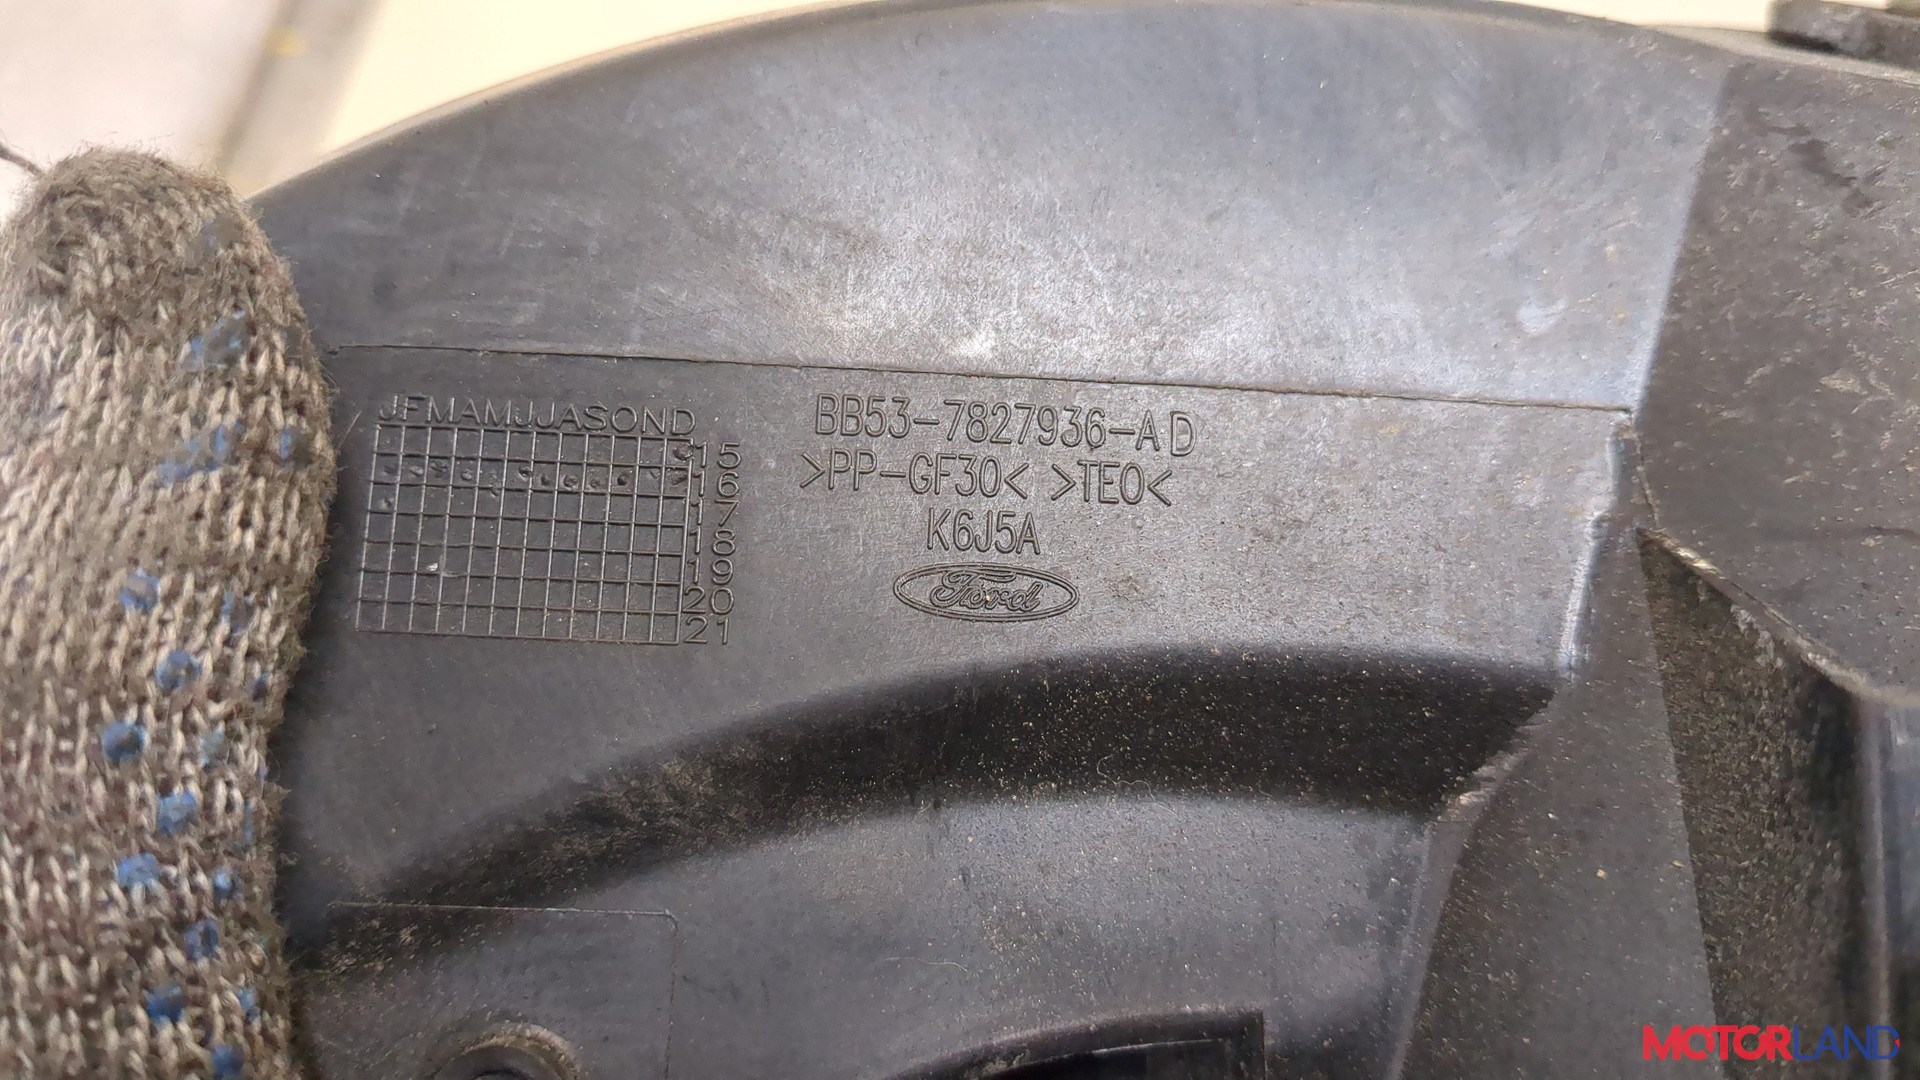 JFMAMJJASOND
15
16
17
18
19
20
21
BB53-7827936-AD
>PP-GF30< >TEO<
K6J5A
Ford
MOTORLAND